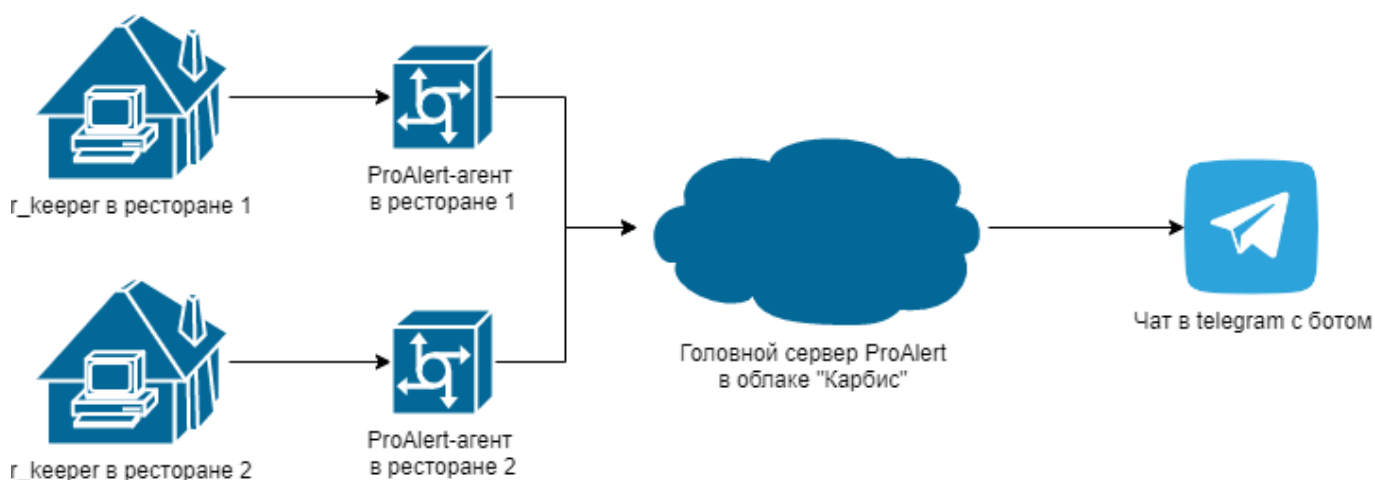 r_keeper в ресторане 1
ProAlert-агент
в ресторане 1
r_keeper в ресторане 2
ProAlert-агент
в ресторане 2
Головной сервер ProAlert
в облаке "Карбис"
Чат в telegram с ботом